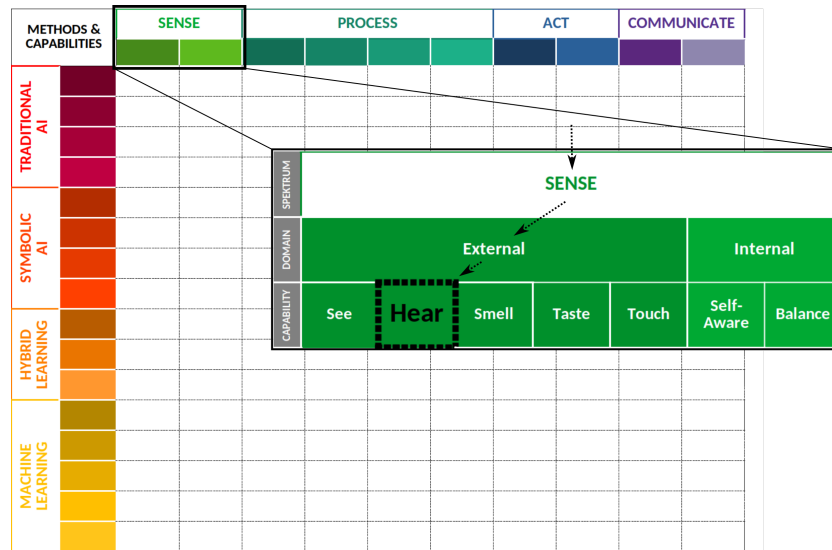 METHODS &
CAPABILITIES
SENSE
PROCESS
ACT
COMMUNICATE
TRADITIONAL
AI
SYMBOLIC
AI
HYBRID
LEARNING
MACHINE
LEARNING
SPEKTRUM
SENSE
DOMAIN
External
Internal
CAPABILITY
See
Hear
Smell
Taste
Touch
Self-
Aware
Balance